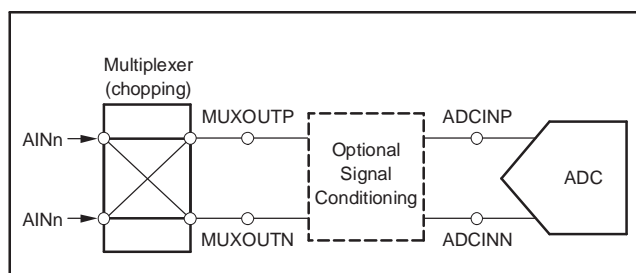 Multiplexer
(chopping)
MUXOUTP
ADCINP
AINn
Optional
Signal
Conditioning
ADC
AINn
MUXOUTN
ADCINN